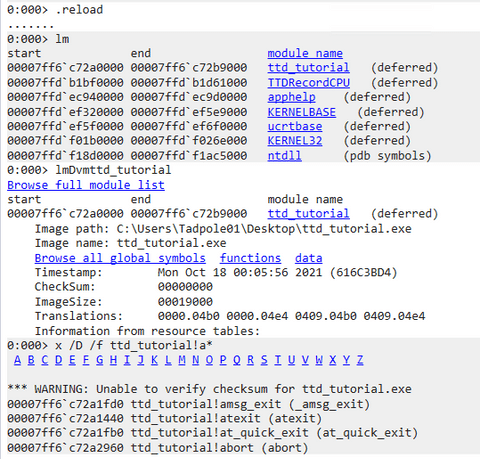 0:000> .reload
.......
0:000> lm
start             end                 module name
00007ff6`c72a0000 00007ff6`c72b9000   ttd_tutorial   (deferred)
00007ffd`b1bf0000 00007ffd`b1d61000   TTDRecordCPU   (deferred)
00007ffd`ec940000 00007ffd`ec9d0000   apphelp    (deferred)
00007ffd`ef320000 00007ffd`ef5e9000   KERNELBASE   (deferred)
00007ffd`ef5f0000 00007ffd`ef6f0000   ucrtbase   (deferred)
00007ffd`f01b0000 00007ffd`f026e000   KERNEL32   (deferred)
00007ffd`f18d0000 00007ffd`f1ac5000   ntdll      (pdb symbols)
0:000> lmDvmttd_tutorial
Browse full module list
start             end                 module name
00007ff6`c72a0000 00007ff6`c72b9000   ttd_tutorial   (deferred)
Image path: C:\Users\Tadpole01\Desktop\ttd_tutorial.exe
Image name: ttd_tutorial.exe
Browse all global symbols  functions  data
Timestamp:        Mon Oct 18 00:05:56 2021 (616C3BD4)
CheckSum:         00000000
ImageSize:        00019000
Translations:     0000.04b0 0000.04e4 0409.04b0 0409.04e4
Information from resource tables:
0:000> x /D /f ttd_tutorial!a*
A B C D E F G H I J K L M N O P Q R S T U V W X Y Z
*** WARNING: Unable to verify checksum for ttd_tutorial.exe
00007ff6`c72a1fd0 ttd_tutorial!amsg_exit (_amsg_exit)
00007ff6`c72a1440 ttd_tutorial!atexit (atexit)
00007ff6`c72a1fb0 ttd_tutorial!at_quick_exit (at_quick_exit)
00007ff6`c72a2960 ttd_tutorial!abort (abort)